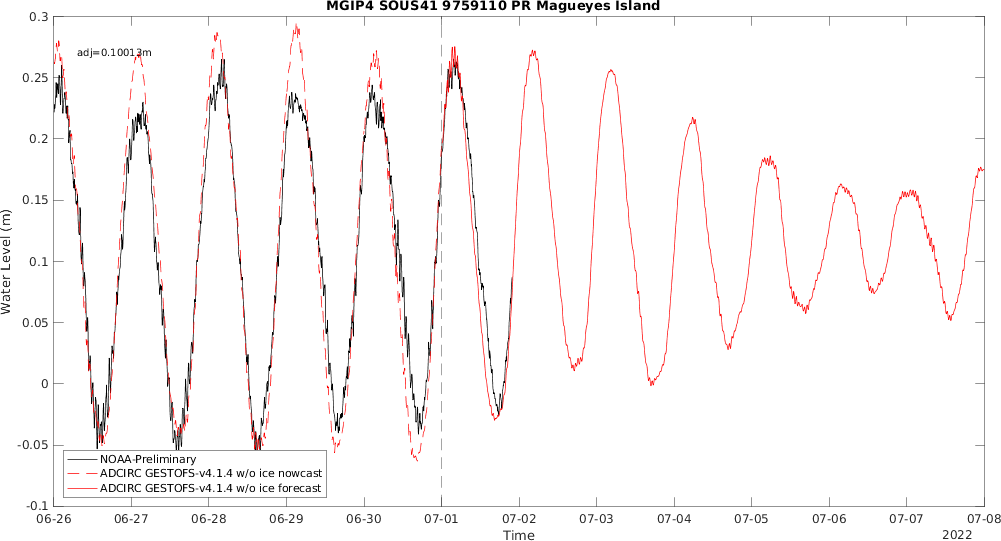 MGIP4 SOUS41 9759110 PR Magueyes Island
adj=0.10013m
0.3
0.25
0.2
0.15
0.1
0.05
0
-0.05
-0.1
Water Level (m)
NOAA-Preliminary
ADCIRC GESTOFS-v4.1.4 w/o ice nowcast
ADCIRC GESTOFS-v4.1.4 w/o ice forecast
06-26 06-27 06-28 06-29 06-30 07-01 07-02 07-03 07-04 07-05 07-06 07-07 07-08
Time
2022